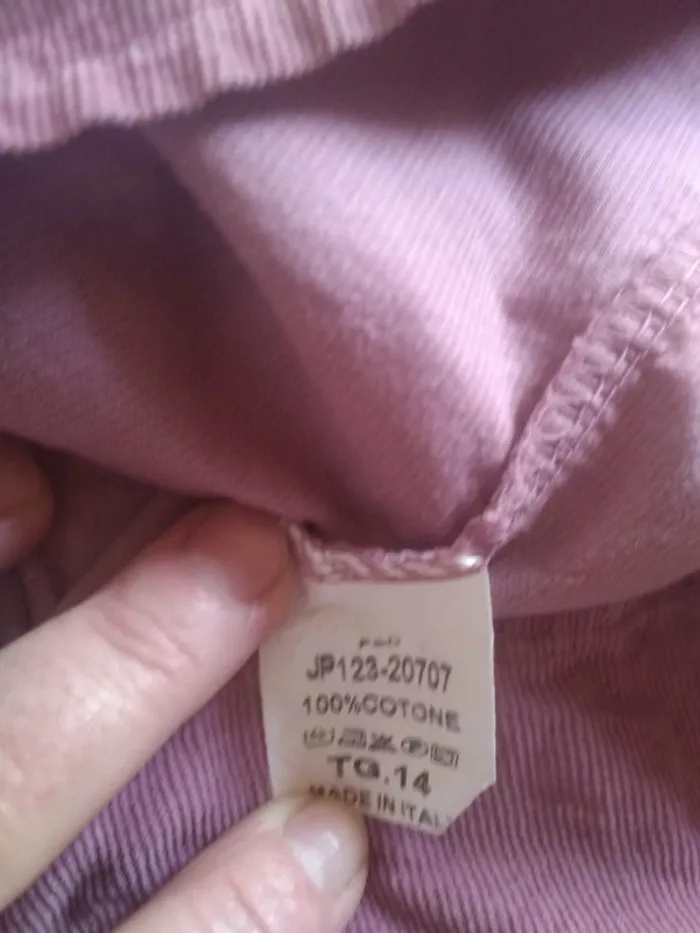 JP123-20707
100%COTONE
TG.14
MADE IN ITAL